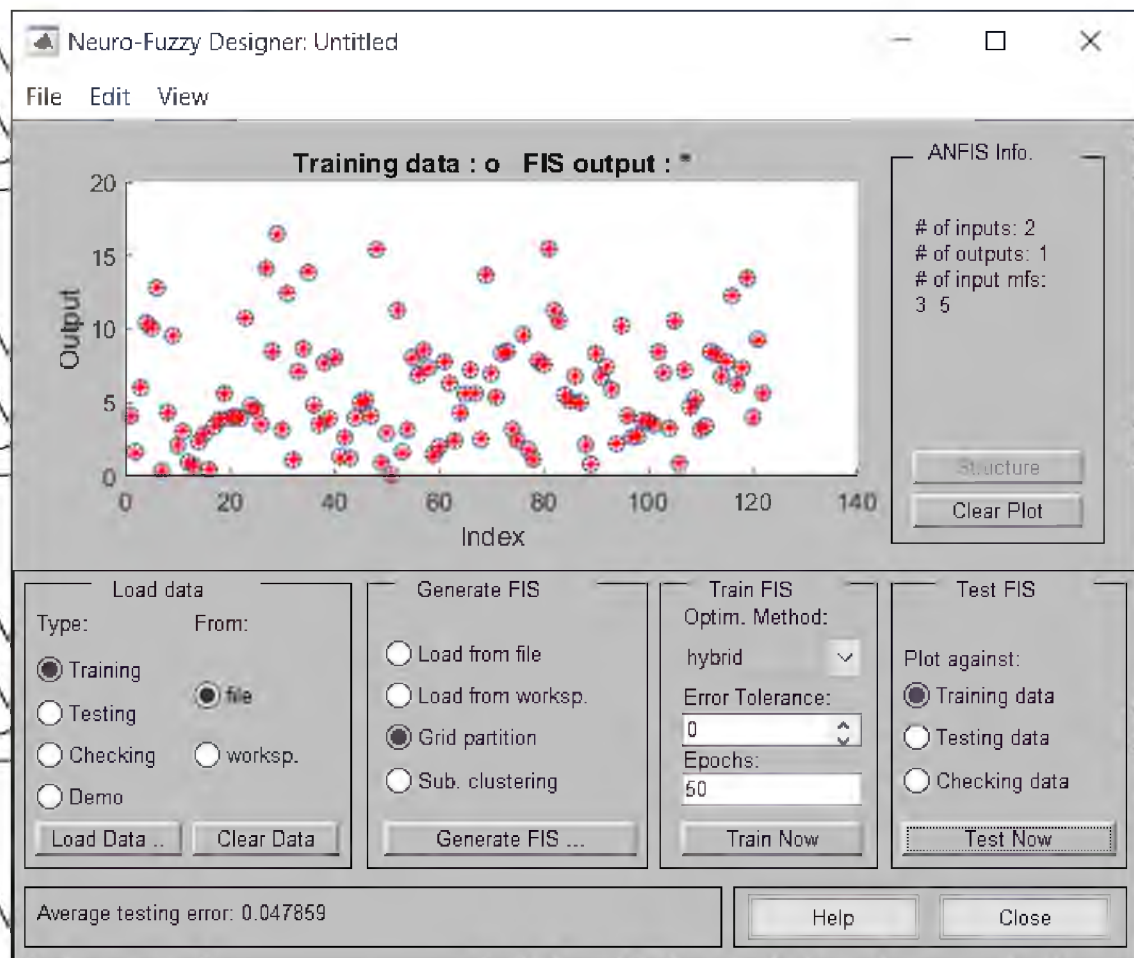 Neuro-Fuzzy Designer: Untitled
File Edit View
Training data : o FIS output : *
20
15
10
5
0
Output
0 20 40 60 80 100 120 140
Index
ANFIS Info.
# of inputs: 2
# of outputs: 1
# of input mfs:
3 5
Structure
Clear Plot
Load data
Type: From:
Training
file
Testing
Checking
worksp.
Demo
Load Data .. Clear Data
Generate FIS
Load from file
Load from worksp.
Grid partition
Sub. clustering
Generate FIS ...
Train FIS
Optim. Method:
hybrid
Error Tolerance:
0
Epochs:
50
Train Now
Test FIS
Plot against:
Training data
Testing data
Checking data
Test Now
Average testing error: 0.047859
Help Close